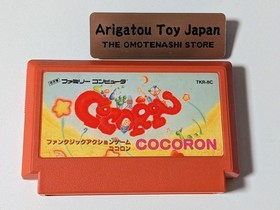 Arigatou Toy Japan
THE OMOTENASHI STORE
ファミリーコンピュータ
TKR-0C
COCORON
ファンタジックアクションゲーム
ココロン
COCORON